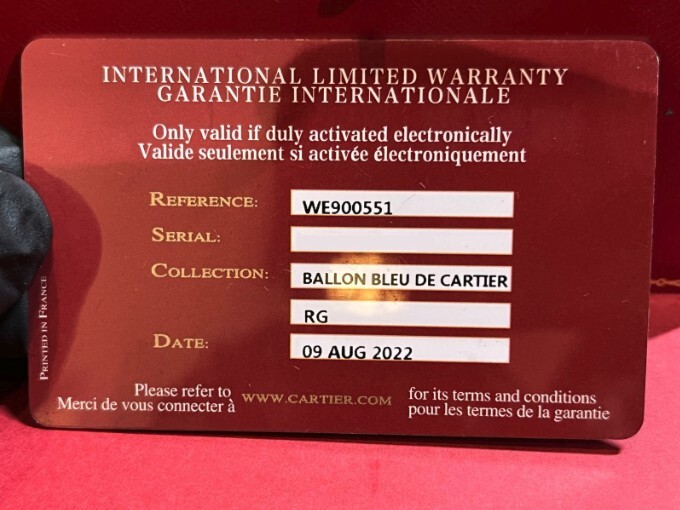 INTERNATIONAL LIMITED WARRANTY
GARANTIE INTERNATIONALE
Only valid if duly activated electronically
Valide seulement si activée électroniquement
REFERENCE: WE900551
SERIAL:
COLLECTION: BALLON BLEU DE CARTIER
RG
DATE: 09 AUG 2022
PRINTED IN FRANCE
Please refer to
Merci de vous connecter à
WWW.CARTIER.COM
for its terms and conditions
pour les termes de la garantie